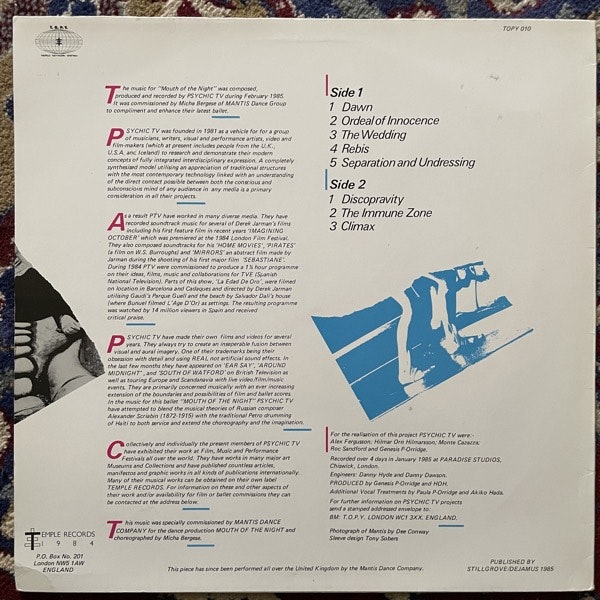 T.O.P.Y.
WORLD NETWORK SYSTEM
TOPY 010
The music for "Mouth of the Night" was composed,
produced and recorded by PSYCHIC TV during February 1985.
It was commissioned by Micha Bergese of MANTIS Dance Group
to compliment and enhance their latest ballet.
PSYCHIC TV was founded in 1981 as a vehicle for for a group
of musicians, writers, visual and performance artists, video and
film-makers (which at present includes people from the U.K.,
U.S.A. and Iceland) to research and demonstrate their modern
concepts of fully integrated interdisciplinary expression. A completely
synthesised model utilising an appreciation of traditional structures
with the most contemporary technology linked with an understanding
of the direct contact possible between both the conscious and
subconscious mind of any audience in any media is a primary
consideration in all their projects.
As a result PTV have worked in many diverse media. They have
recorded soundtrack music for several of Derek Jarman's films
including his first feature film in recent years 'IMAGINING
OCTOBER' which was premiered at the 1984 London Film Festival.
They also composed soundtracks for his 'HOME MOVIES', 'PIRATES'
(a film on W.S. Burroughs) and 'MIRRORS' an abstract film made by
Jarman during the shooting of his first major film 'SEBASTIANE'.
During 1984 PTV were commissioned to produce a 1½ hour programme
on their ideas, films, music and collaborations for TVE (Spanish
National Television). Parts of this show, 'La Edad De Oro', were filmed
on location in Barcelona and Cadaques and directed by Derek Jarman
utilising Gaudi's Parque Guell and the beach by Salvador Dali's house
(where Bunuel filmed L'Age D'Or) as settings. The resulting programme
was watched by 14 million viewers in Spain and received
critical praise.
PSYCHIC TV have made their own films and videos for several
years. They always try to create an inseperable fusion between
visual and aural imagery. One of their trademarks being their
obsession with detail and using REAL not artificial sound effects. In
the last few months they have appeared on 'EAR SAY', 'AROUND
MIDNIGHT', and 'SOUTH OF WATFORD' on British Television as
well as touring Europe and Scandanavia with live video/film/music
events. They are primarily concerned musically with an ever increasing
extension of the boundaries and possibilities of film and ballet scores.
In the music for this ballet "MOUTH OF THE NIGHT" PSYCHIC TV
have attempted to blend the musical theories of Russian composer
Alexander Scriabin (1872-1915) with the traditional Petro drumming
of Haiti to both service and extend the choreography and the imagination.
Collectively and individually the present members of PSYCHIC TV
have exhibited their work at Film, Music and Performance
Festivals all over the world. They have works in many major art
Museums and Collections and have published countless articles,
manifestos and graphic works in all kinds of publications internationally.
Many of their musical works can be obtained on their own label
TEMPLE RECORDS. For information on these and other aspects of
their work and/or availability for film or ballet commissions they can
be contacted at the address below.
This music was specially commissioned by MANTIS DANCE
COMPANY for the dance production MOUTH OF THE NIGHT and
choreographed by Micha Bergese.
Side 1
1 Dawn
2 Ordeal of Innocence
3 The Wedding
4 Rebis
5 Separation and Undressing
Side 2
1 Discopravity
2 The Immune Zone
3 Climax
For the realisation of this project PSYCHIC TV were:-
Alex Fergusson; Hilmar Orn Hilmarsson, Monte Cazazza;
Roc Sandford and Genesis P-Orridge.
Recorded over 4 days in January 1985 at PARADISE STUDIOS,
Chiswick, London.
Engineers: Danny Hyde and Danny Dawson.
PRODUCED by Genesis P-Orridge and HOH.
Additional Vocal Treatments by Paula P-Orridge and Akiko Hada.
For further information on PSYCHIC TV projects
send a stamped addressed envelope to:
BM: T.O.P.Y. LONDON WC1 3XX. ENGLAND.
Photograph of Mantis by Dee Conway
Sleeve design Tony Sobers
TEMPLE RECORDS
1984
P.O. Box No. 201
London NW5 1AW
ENGLAND
This piece has since been performed all over the United Kingdom by the Mantis Dance Company.
PUBLISHED BY
STILLGROVE/DEJAMUS 1985